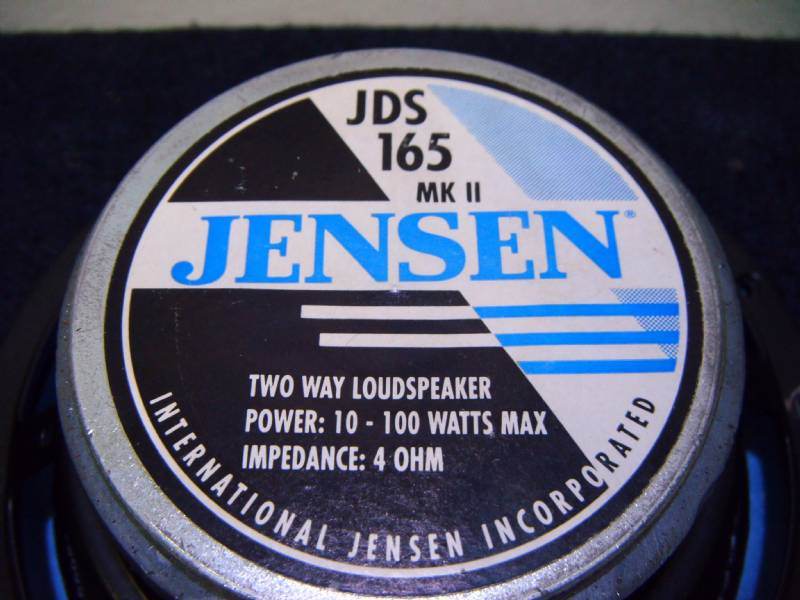 JDS
165
MK II
JENSEN®
TWO WAY LOUDSPEAKER
POWER: 10 - 100 WATTS MAX
IMPEDANCE: 4 OHM
INTERNATIONAL JENSEN INCORPORATED